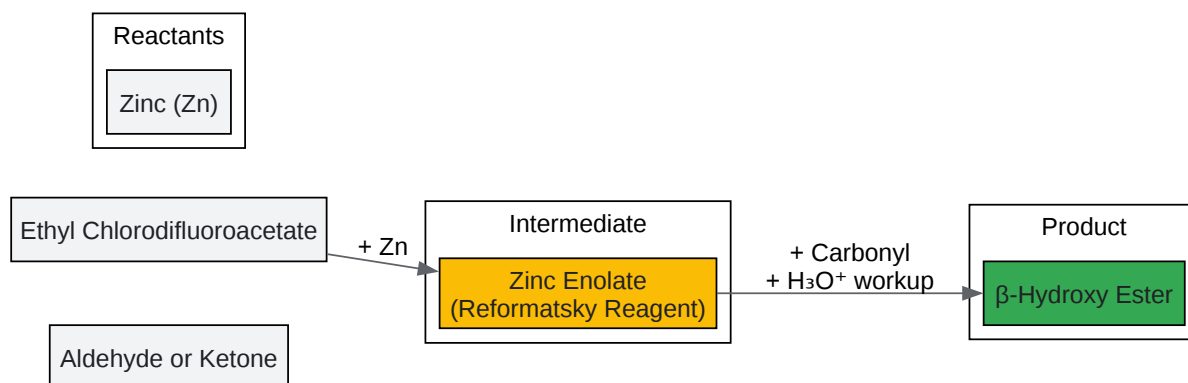 Reactants
Zinc (Zn)
Ethyl Chlorodifluoroacetate
Aldehyde or Ketone
+ Zn
Intermediate
Zinc Enolate
(Reformatsky Reagent)
+ Carbonyl
+ H₃O⁺ workup
Product
β-Hydroxy Ester